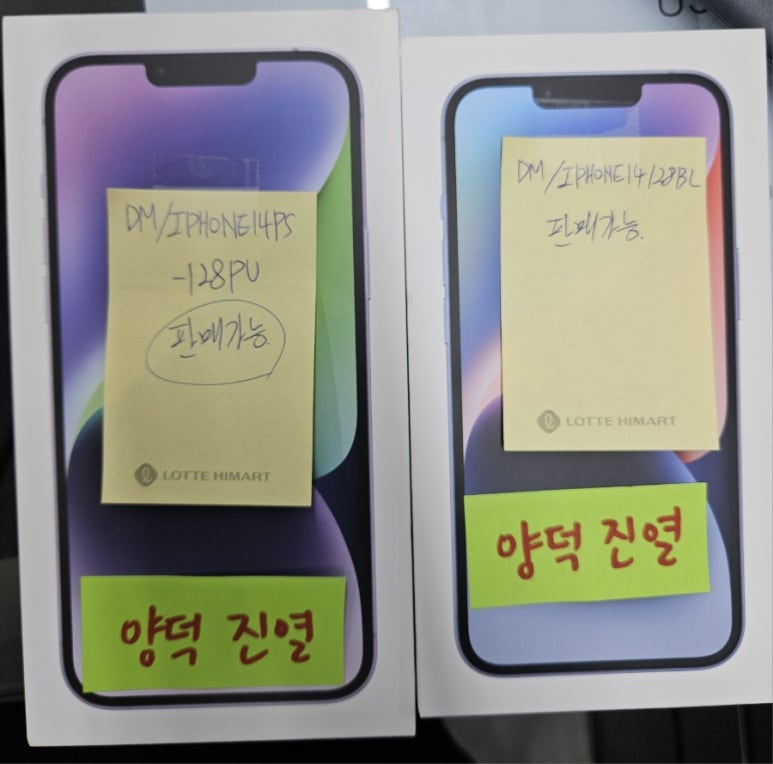 DM/IPHONE14PS
-128PU
판매가능
LOTTE HIMART
양덕 진열
DM/IPHONE14128BL
판매가능.
LOTTE HIMART
양덕 진열